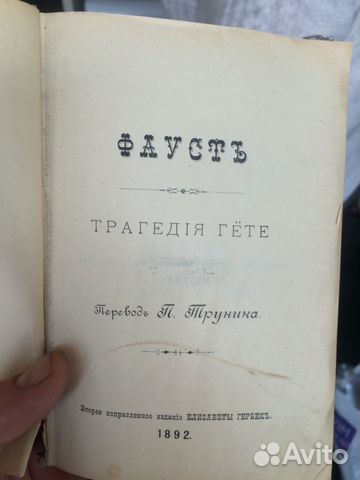 ФАУСТЪ
ТРАГЕДІЯ ГЁТЕ
Переводъ П. Трунина.
Второе исправленное изданіе ЕЛИЗАВЕТЫ ГЕРБЕКЪ.
1892.
Avito